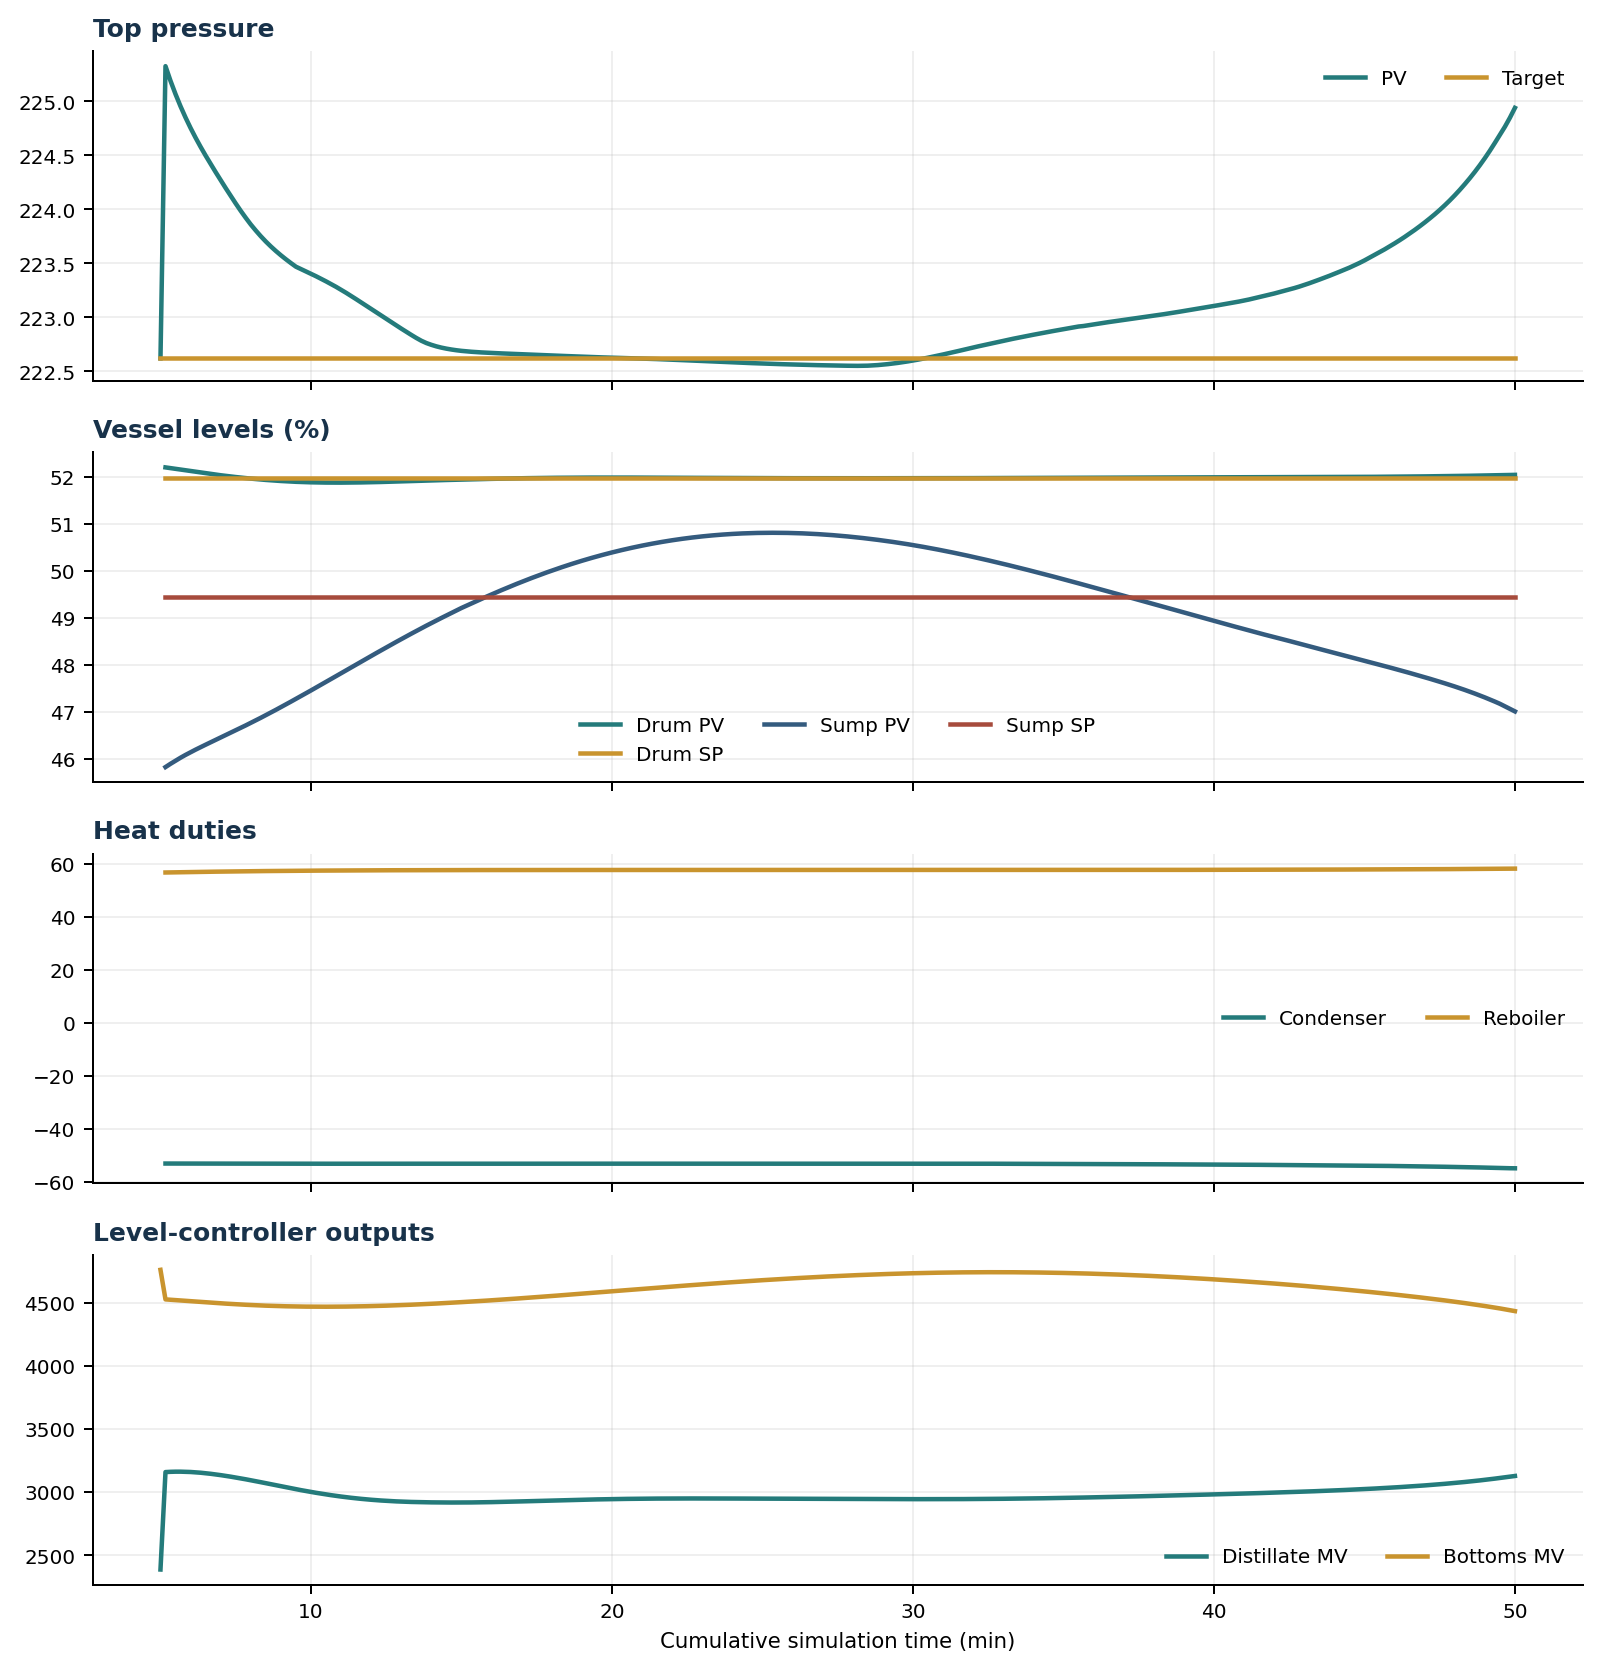 Top pressure
PV Target
225.0
224.5
224.0
223.5
223.0
222.5
Vessel levels (%)
52
51
50
49
48
47
46
Drum PV Sump PV Sump SP
Drum SP
Heat duties
60
40
20
0
−20
−40
−60
Condenser Reboiler
Level-controller outputs
4500
4000
3500
3000
2500
Distillate MV Bottoms MV
10 20 30 40 50
Cumulative simulation time (min)